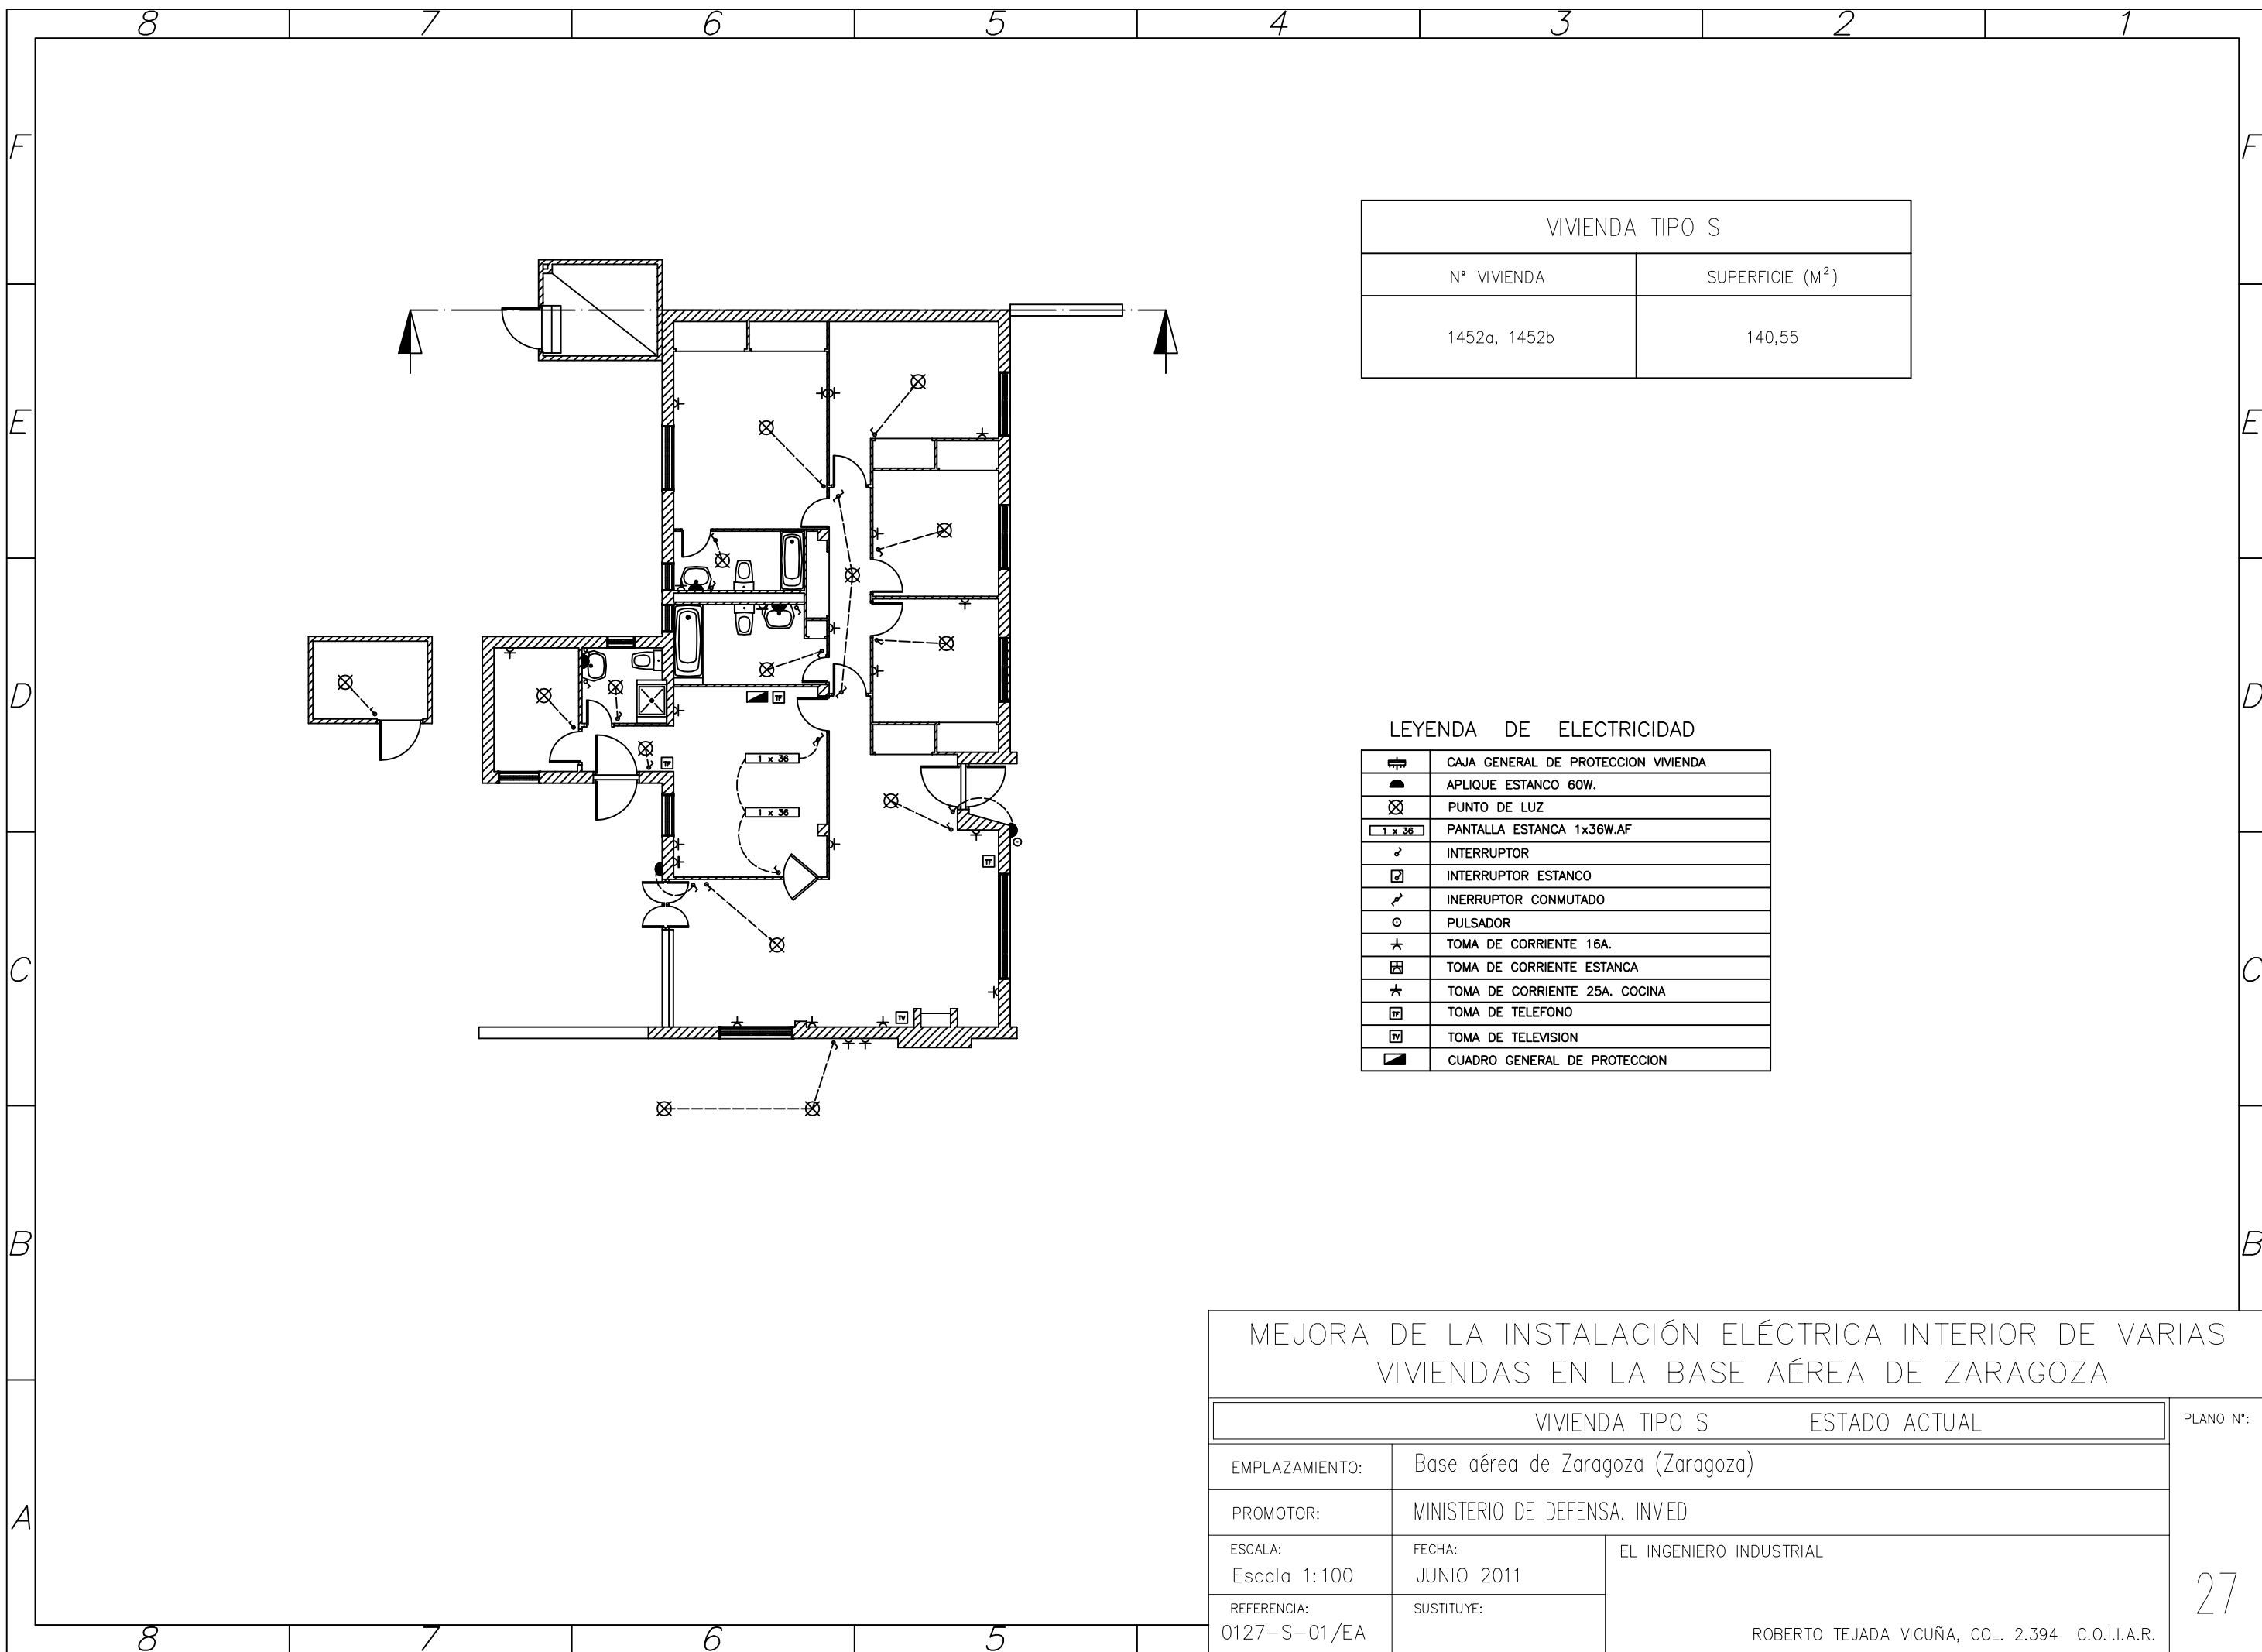 8 7 6 5 4 3 2 1
F F
E E
D D
C C
B B
A
VIVIENDA TIPO S
Nº VIVIENDA SUPERFICIE (M²)
1452a, 1452b 140,55
TF
TF
1 x 36
1 x 36
TF
TV
LEYENDA DE ELECTRICIDAD
CAJA GENERAL DE PROTECCION VIVIENDA
APLIQUE ESTANCO 60W.
PUNTO DE LUZ
1 x 36 PANTALLA ESTANCA 1x36W.AF
INTERRUPTOR
INTERRUPTOR ESTANCO
INERRUPTOR CONMUTADO
PULSADOR
TOMA DE CORRIENTE 16A.
TOMA DE CORRIENTE ESTANCA
TOMA DE CORRIENTE 25A. COCINA
TF TOMA DE TELEFONO
TV TOMA DE TELEVISION
CUADRO GENERAL DE PROTECCION
MEJORA DE LA INSTALACIÓN ELÉCTRICA INTERIOR DE VARIAS
VIVIENDAS EN LA BASE AÉREA DE ZARAGOZA
VIVIENDA TIPO S ESTADO ACTUAL
PLANO Nº:
EMPLAZAMIENTO: Base aérea de Zaragoza (Zaragoza)
PROMOTOR: MINISTERIO DE DEFENSA. INVIED
ESCALA: FECHA: EL INGENIERO INDUSTRIAL
Escala 1:100 JUNIO 2011
27
REFERENCIA: SUSTITUYE:
0127-S-01/EA ROBERTO TEJADA VICUÑA, COL. 2.394 C.O.I.I.A.R.
8 7 6 5